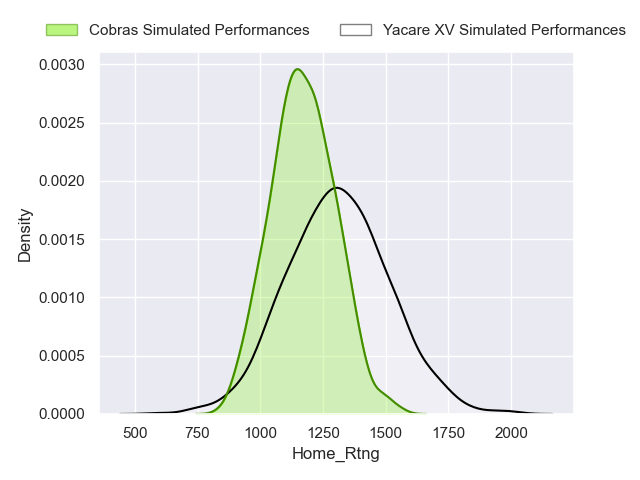 Cobras Simulated Performances
Yacare XV Simulated Performances
0.0030
0.0025
0.0020
0.0015
0.0010
0.0005
0.0000
Density
500 750 1000 1250 1500 1750 2000
Home_Rtng